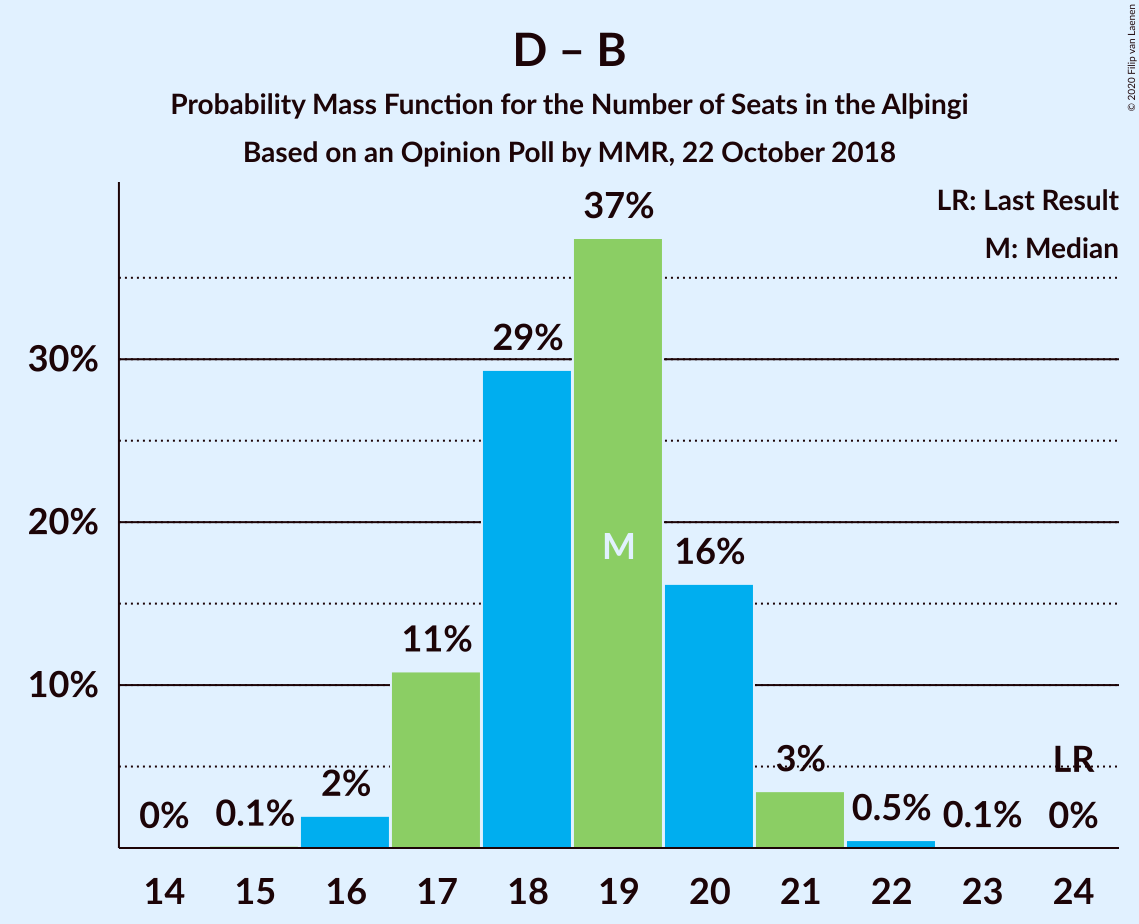 D – B
Probability Mass Function for the Number of Seats in the Alþingi
Based on an Opinion Poll by MMR, 22 October 2018
© 2020 Filip van Laenen
LR: Last Result
M: Median
37%
29%
30%
M
16%
20%
11%
10%
3%
LR
2%
0%
0.1%
0.5%
0.1%
0%
14 15 16 17 18 19 20 21 22 23 24